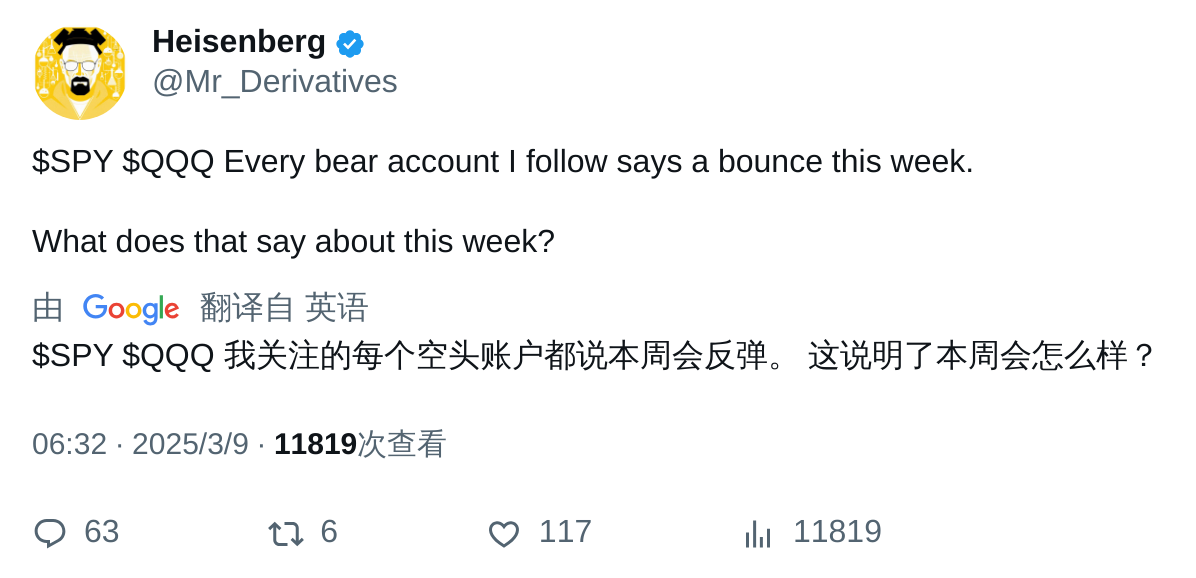 Heisenberg
@Mr_Derivatives
$SPY $QQQ Every bear account I follow says a bounce this week.
What does that say about this week?
由 Google 翻译自 英语
$SPY $QQQ 我关注的每个空头账户都说本周会反弹。 这说明了本周会怎么样？
06:32 · 2025/3/9 · 11819次查看
63 6 117 11819